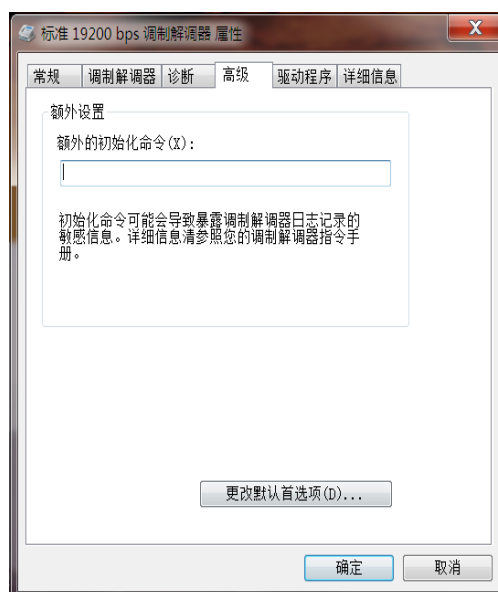 标准 19200 bps 调制解调器 属性
常规 调制解调器 诊断 高级 驱动程序 详细信息
额外设置
额外的初始化命令(X):
初始化命令可能会导致暴露调制解调器日志记录的
敏感信息。详细信息请参照您的调制解调器指令手
册。
更改默认首选项(D)...
确定 取消